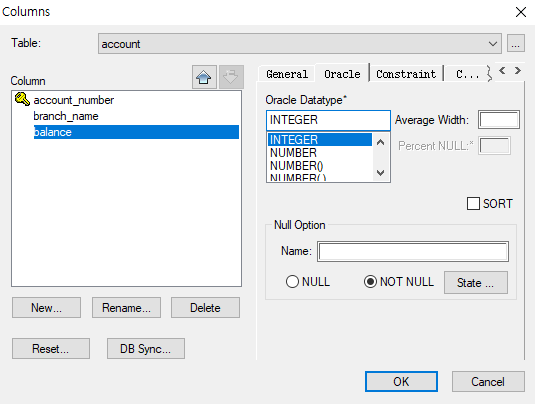 Columns
Table:
account
...
Column
account_number
branch_name
balance
New...
Rename...
Delete
Reset...
DB Sync...
General
Oracle
Constraint
C...
Oracle Datatype*
INTEGER
Average Width:
INTEGER
NUMBER
NUMBER()
NUMBER( )
Percent NULL:*
SORT
Null Option
Name:
NULL
NOT NULL
State ...
OK
Cancel